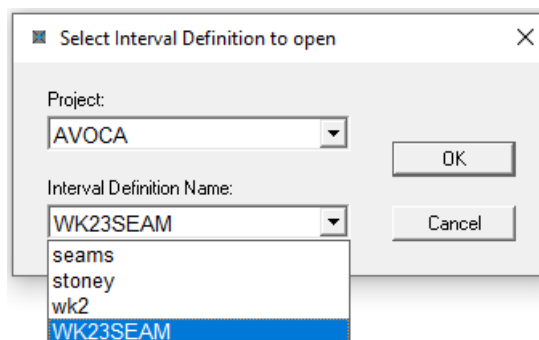 Select Interval Definition to open
Project:
AVOCA
OK
Interval Definition Name:
WK23SEAM
Cancel
seams
stoney
wk2
WK23SEAM